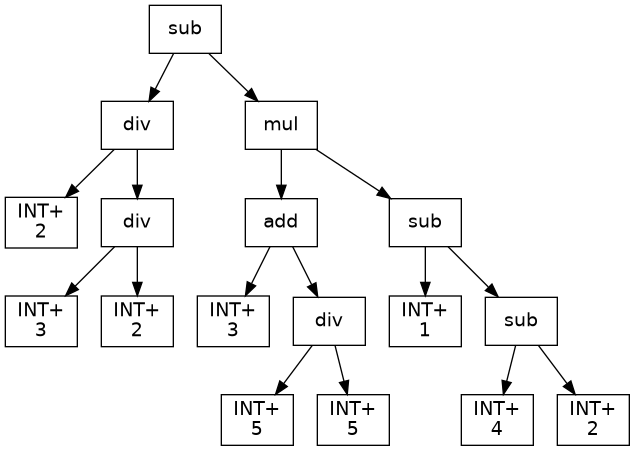 sub
div
mul
INT+
2
div
add
sub
INT+
3
INT+
2
INT+
3
div
INT+
1
sub
INT+
5
INT+
5
INT+
4
INT+
2